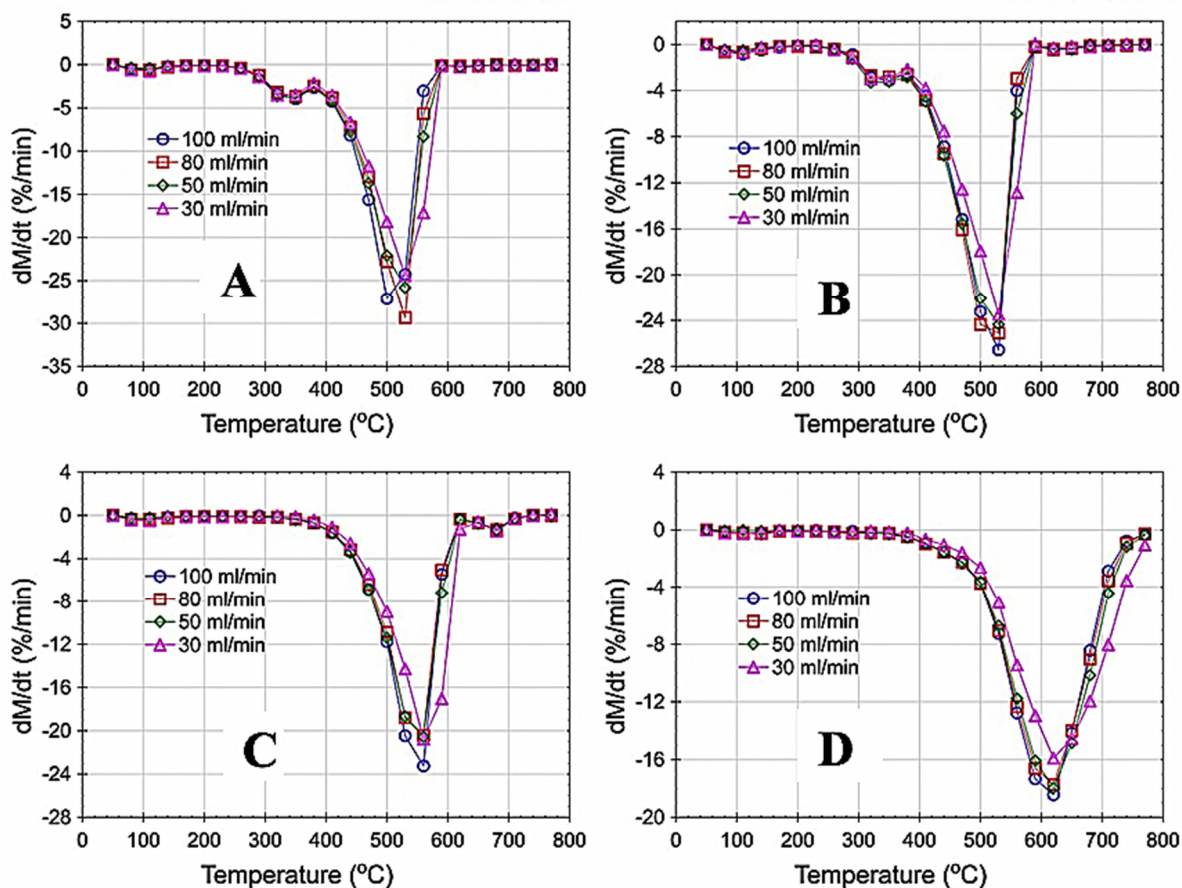 5
0
-5
-10
-15
-20
-25
-30
-35
dM/dt (%/min)
100 ml/min
80 ml/min
50 ml/min
30 ml/min
A
0 100 200 300 400 500 600 700 800
Temperature (°C)
0
-4
-8
-12
-16
-20
-24
-28
dM/dt (%/min)
100 ml/min
80 ml/min
50 ml/min
30 ml/min
B
0 100 200 300 400 500 600 700 800
Temperature (°C)
4
0
-4
-8
-12
-16
-20
-24
-28
dM/dt (%/min)
100 ml/min
80 ml/min
50 ml/min
30 ml/min
C
0 100 200 300 400 500 600 700 800
Temperature (°C)
4
0
-4
-8
-12
-16
-20
dM/dt (%/min)
100 ml/min
80 ml/min
50 ml/min
30 ml/min
D
0 100 200 300 400 500 600 700 800
Temperature (°C)